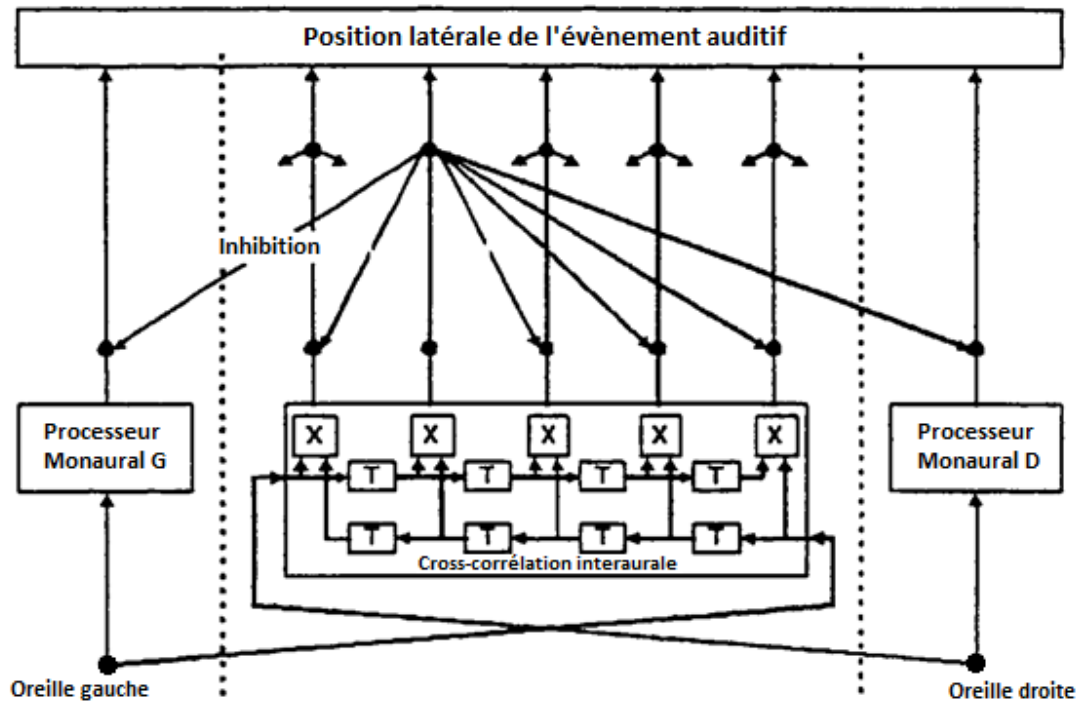 Position latérale de l'évènement auditif
Inhibition
Processeur
Monaural G
X X X X X
T T T T
T T T T
Cross-corrélation interaurale
Processeur
Monaural D
Oreille gauche
Oreille droite